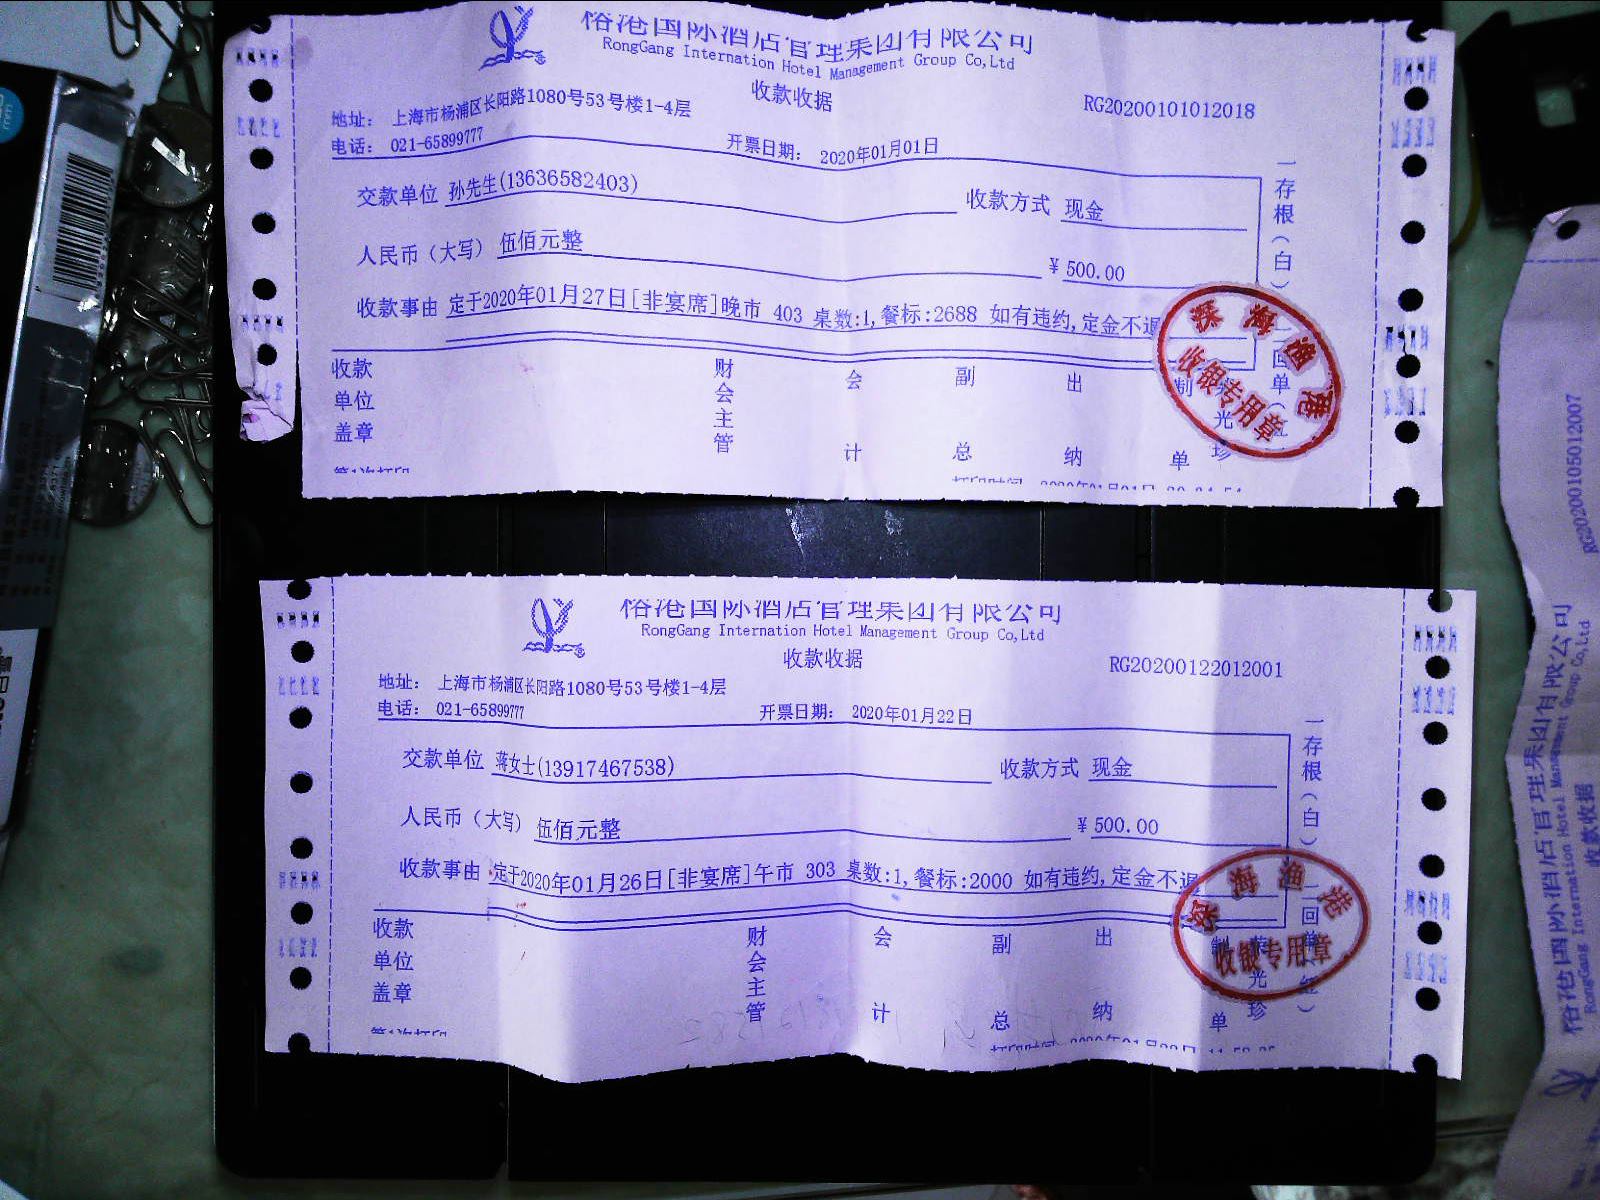 榕港国际酒店管理集团有限公司
RongGang Internation Hotel Management Group Co,Ltd
收款收据
RG20200101012018
地址： 上海市杨浦区长阳路1080号53号楼1-4层
电话： 021-65899777
开票日期： 2020年01月01日
交款单位 孙先生(13636582403)
收款方式 现金
人民币（大写） 伍佰元整
¥ 500.00
收款事由 定于2020年01月27日[非宴席]晚市 403 桌数:1,餐标:2688 如有违约,定金不退
一存根（白）
二回单
收款单位盖章
财会主管
会计
副总
出纳
制单
光珍
深海渔港
收银专用章
第1次打印
榕港国际酒店管理集团有限公司
RongGang Internation Hotel Management Group Co,Ltd
收款收据
RG20200122012001
地址： 上海市杨浦区长阳路1080号53号楼1-4层
电话： 021-65899777
开票日期： 2020年01月22日
交款单位 蒋女士(13917467538)
收款方式 现金
人民币（大写） 伍佰元整
¥ 500.00
收款事由 定于2020年01月26日[非宴席]午市 303 桌数:1,餐标:2000 如有违约,定金不退
一存根（白）
二回单
收款单位盖章
财会主管
会计
副总
出纳
制单
光珍
深海渔港
收银专用章
第1次打印
RG20200105012007
榕港国际酒店管理集团有限公司
RongGang Internation Hotel Management Group Co,Ltd
收款收据